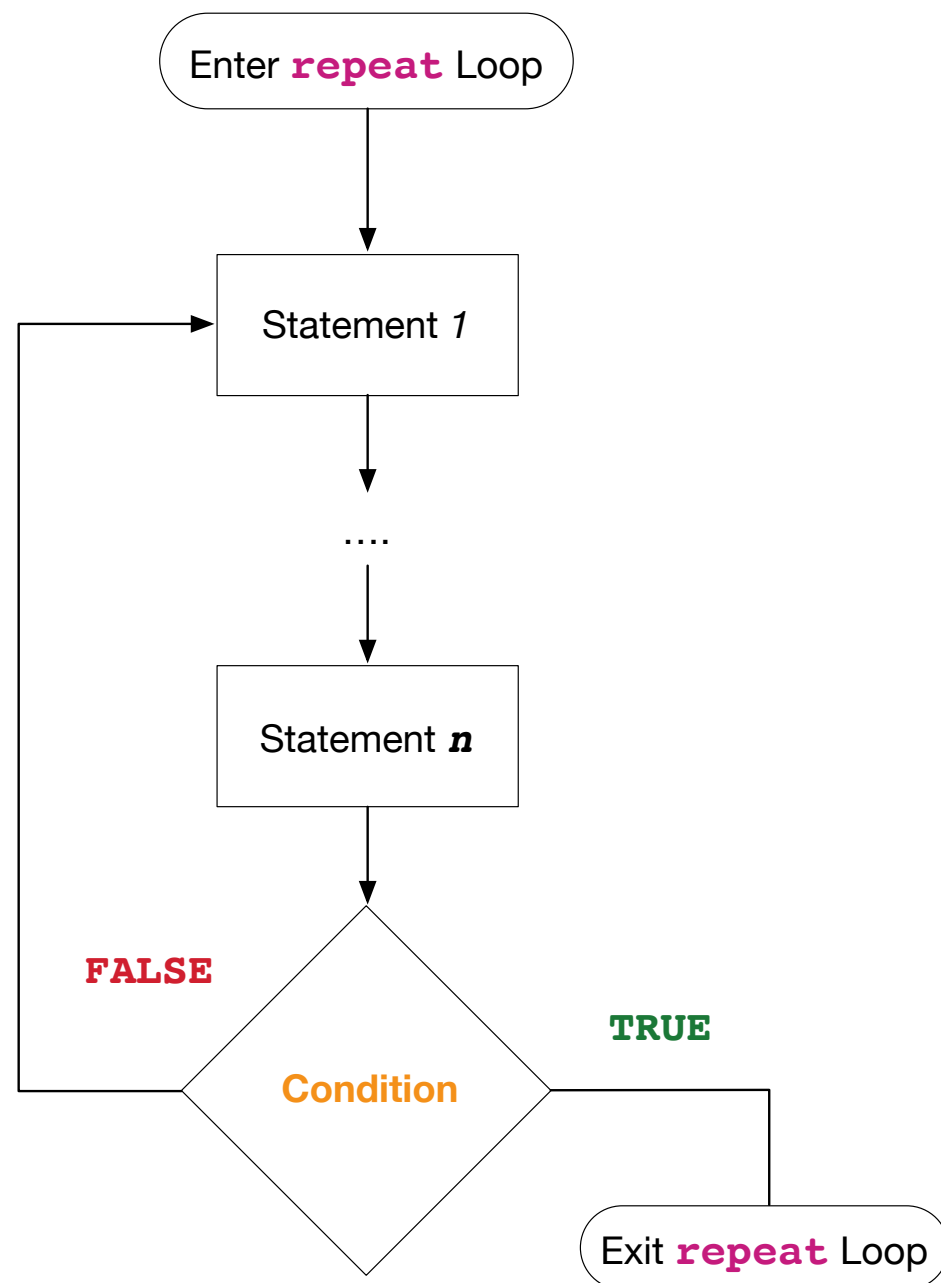 Enter repeat Loop
Statement 1
....
Statement n
FALSE
TRUE
Condition
Exit repeat Loop